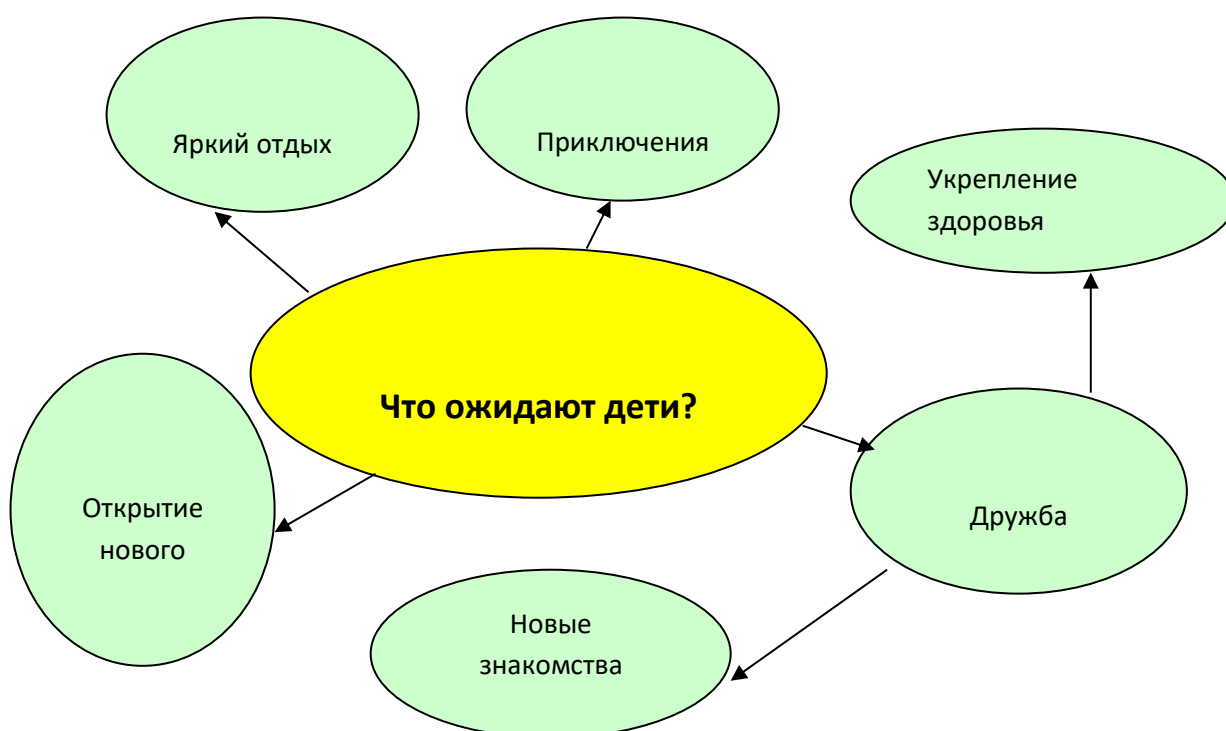 Яркий отдых
Приключения
Укрепление
здоровья
Что ожидают дети?
Открытие
нового
Дружба
Новые
знакомства